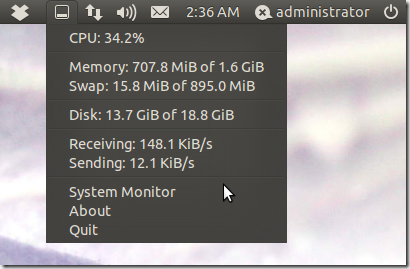 2:36 AM administrator
CPU: 34.2%
Memory: 707.8 MiB of 1.6 GiB
Swap: 15.8 MiB of 895.0 MiB
Disk: 13.7 GiB of 18.8 GiB
Receiving: 148.1 KiB/s
Sending: 12.1 KiB/s
System Monitor
About
Quit